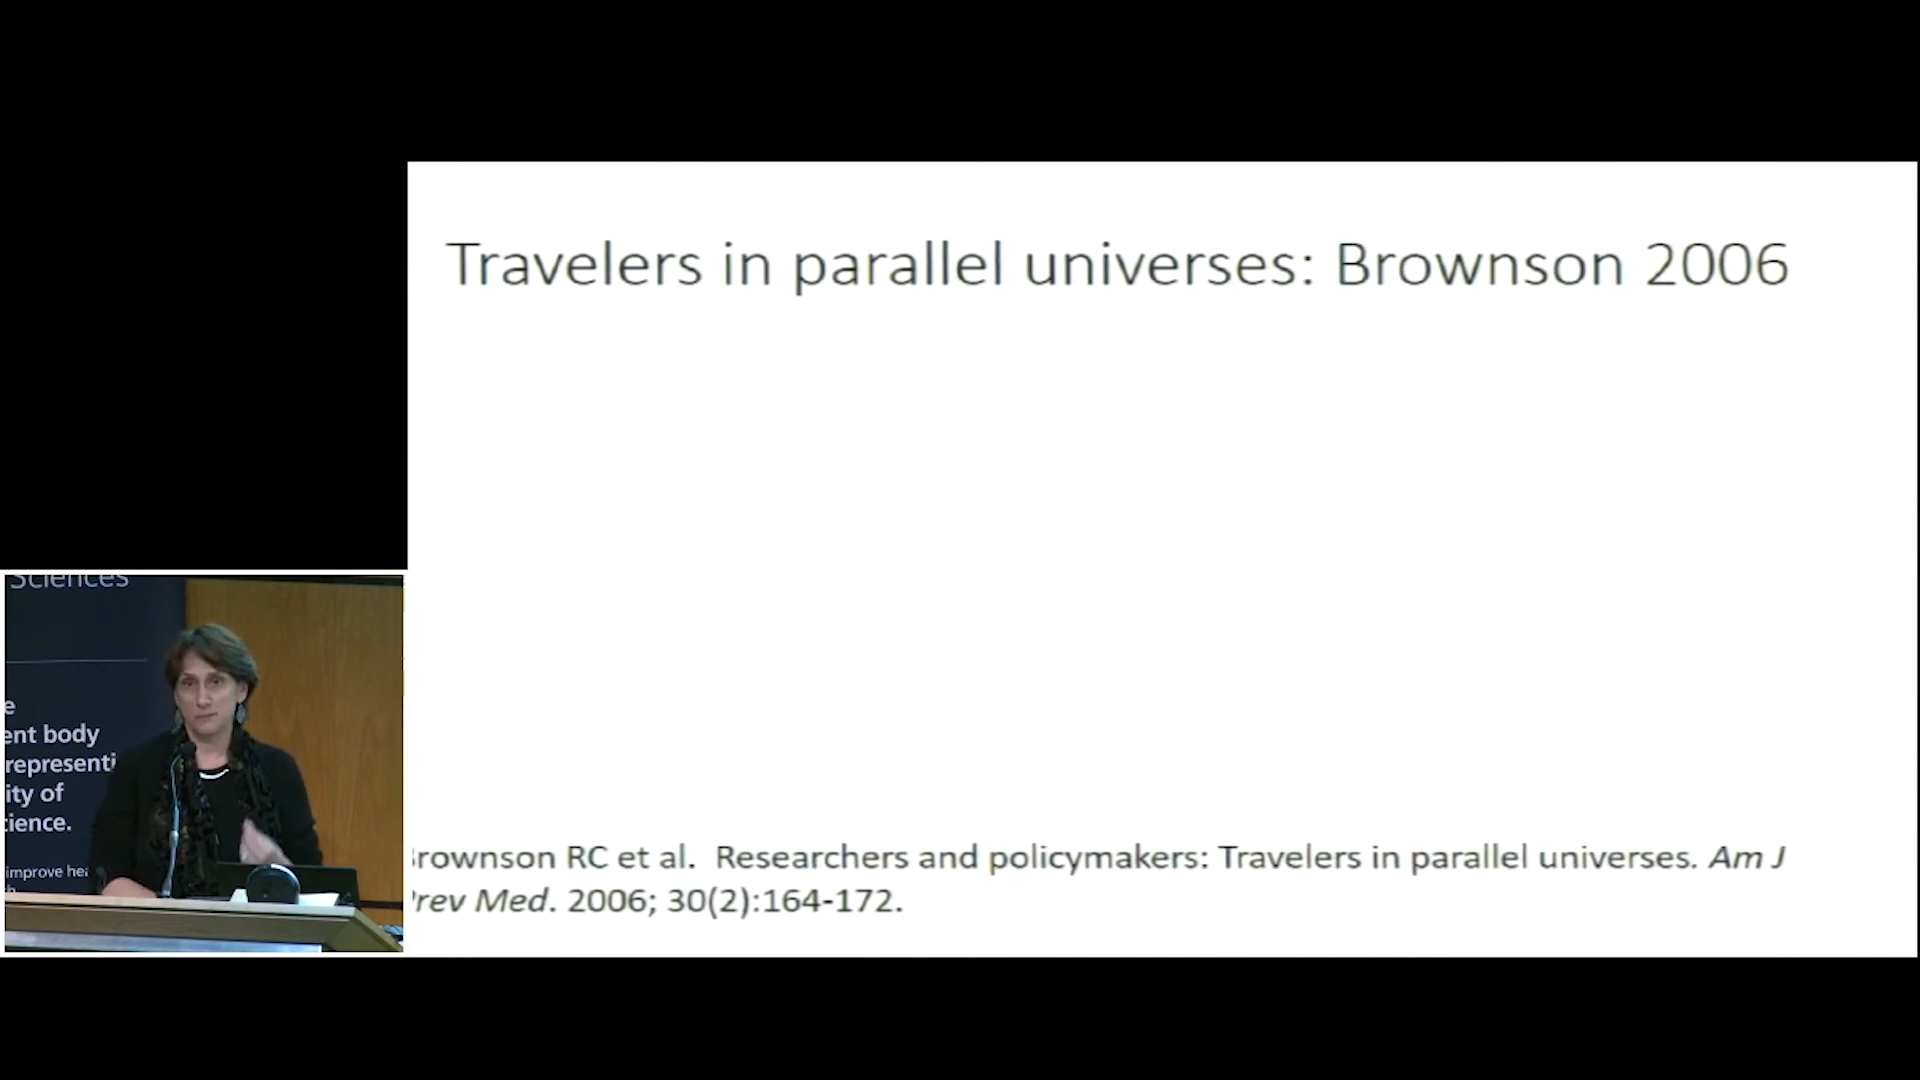 Travelers in parallel universes: Brownson 2006
rownson RC et al. Researchers and policymakers: Travelers in parallel universes. Am J
rev Med. 2006; 30(2):164-172.
Sciences
e
ent body
representi
ity of
ience.
improve hea